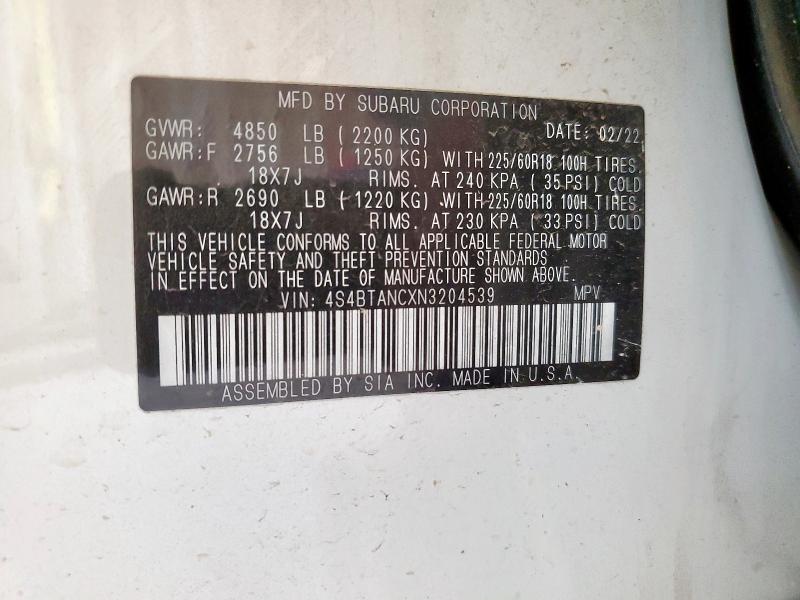 MFD BY SUBARU CORPORATION
GVWR: 4850 LB (2200 KG) DATE: 02/22
GAWR:F 2756 LB (1250 KG) WITH 225/60R18 100H TIRES.
18X7J RIMS. AT 240 KPA (35 PSI) COLD
GAWR:R 2690 LB (1220 KG) WITH 225/60R18 100H TIRES.
18X7J RIMS. AT 230 KPA (33 PSI) COLD
THIS VEHICLE CONFORMS TO ALL APPLICABLE FEDERAL MOTOR
VEHICLE SAFETY AND THEFT PREVENTION STANDARDS
IN EFFECT ON THE DATE OF MANUFACTURE SHOWN ABOVE.
VIN: 4S4BTANCXN3204539 MPV
ASSEMBLED BY SIA INC. MADE IN U.S.A.